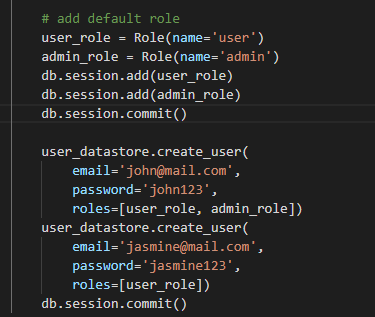 # add default role
user_role = Role(name='user')
admin_role = Role(name='admin')
db.session.add(user_role)
db.session.add(admin_role)
db.session.commit()
user_datastore.create_user(
email='john@mail.com',
password='john123',
roles=[user_role, admin_role])
user_datastore.create_user(
email='jasmine@mail.com',
password='jasmine123',
roles=[user_role])
db.session.commit()